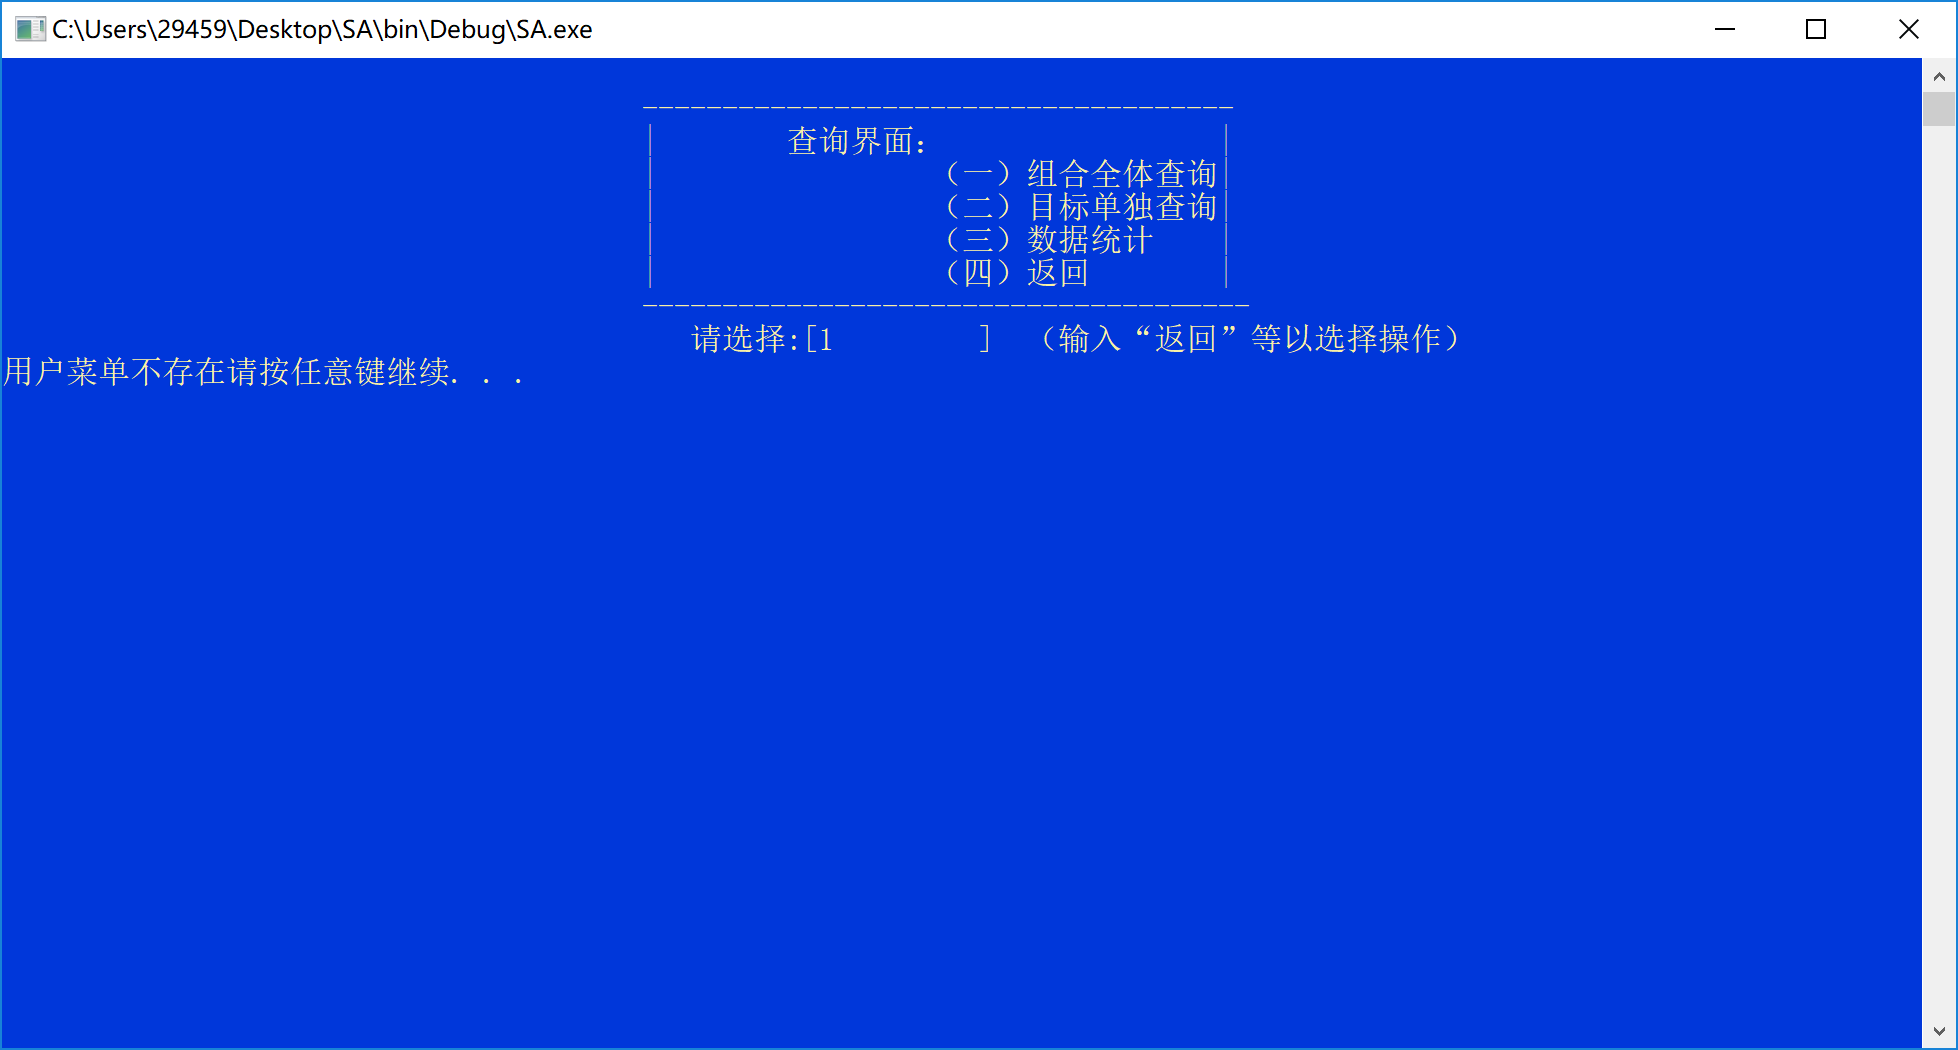 C:\Users\29459\Desktop\SA\bin\Debug\SA.exe
-------------------------------------
| 查询界面： |
| （一）组合全体查询|
| （二）目标单独查询|
| （三）数据统计 |
| （四）返回 |
--------------------------------------
请选择:[1 ] （输入“返回”等以选择操作）
用户菜单不存在请按任意键继续. . .